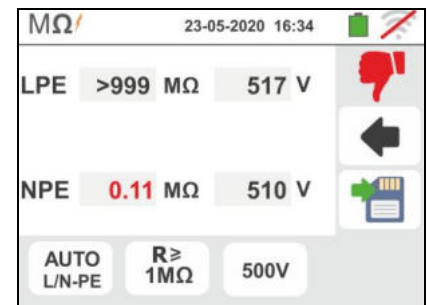 MΩ 23-05-2020 16:34
LPE >999 MΩ 517 V
NPE 0.11 MΩ 510 V
AUTO
L/N-PE
R≥
1MΩ
500V